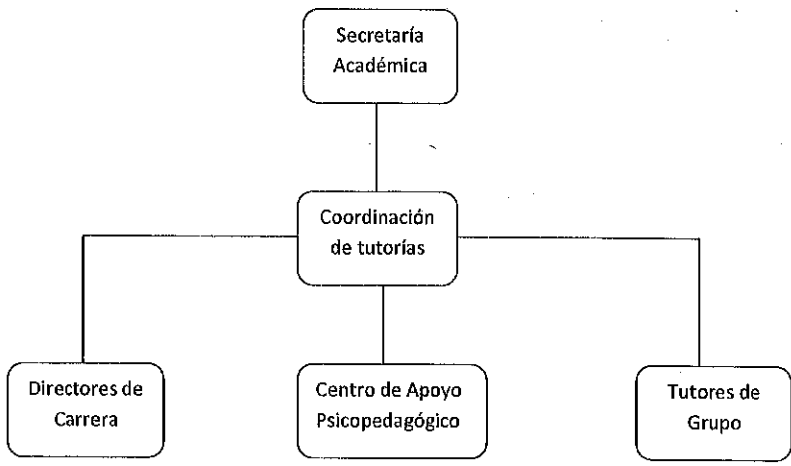 Secretaría
Académica
Coordinación
de tutorías
Directores de
Carrera
Centro de Apoyo
Psicopedagógico
Tutores de
Grupo